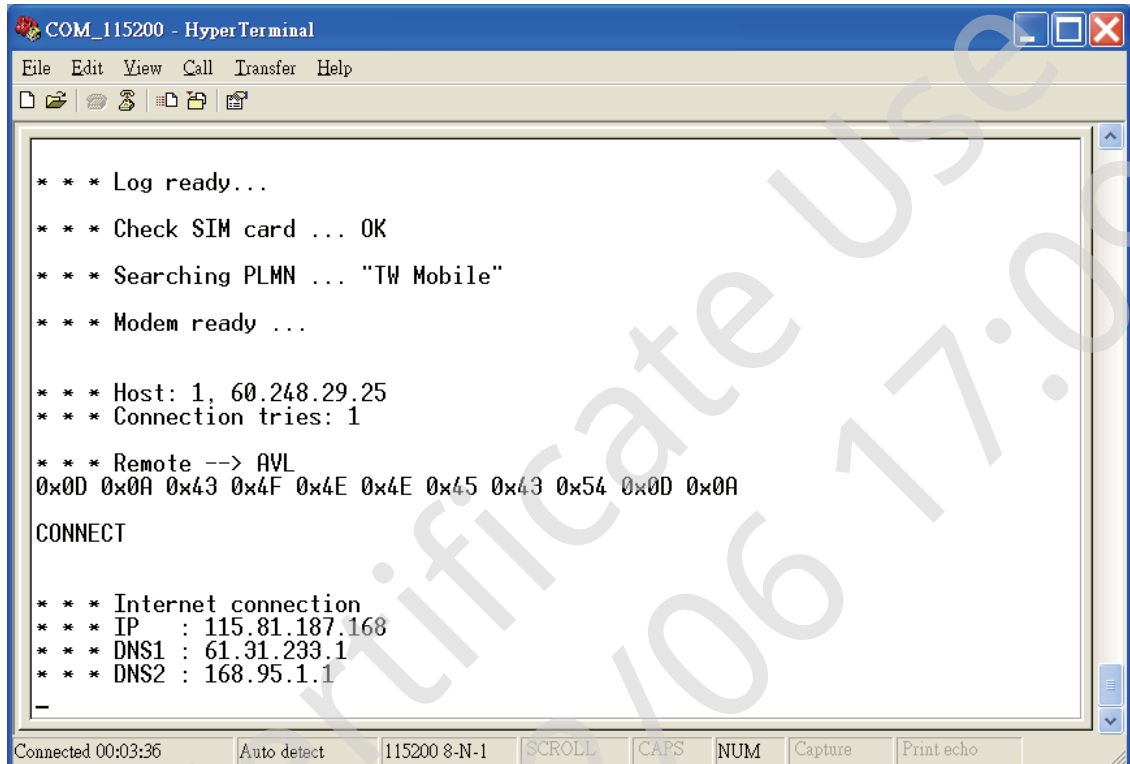 COM_115200 - HyperTerminal
File Edit View Call Transfer Help
* * * Log ready...
* * * Check SIM card ... OK
* * * Searching PLMN ... "TW Mobile"
* * * Modem ready ...
* * * Host: 1, 60.248.29.25
* * * Connection tries: 1
* * * Remote --> AVL
0x0D 0x0A 0x43 0x4F 0x4E 0x4E 0x45 0x43 0x54 0x0D 0x0A
CONNECT
* * * Internet connection
* * * IP : 115.81.187.168
* * * DNS1 : 61.31.233.1
* * * DNS2 : 168.95.1.1
Connected 00:03:36 Auto detect 115200 8-N-1 SCROLL CAPS NUM Capture Print echo